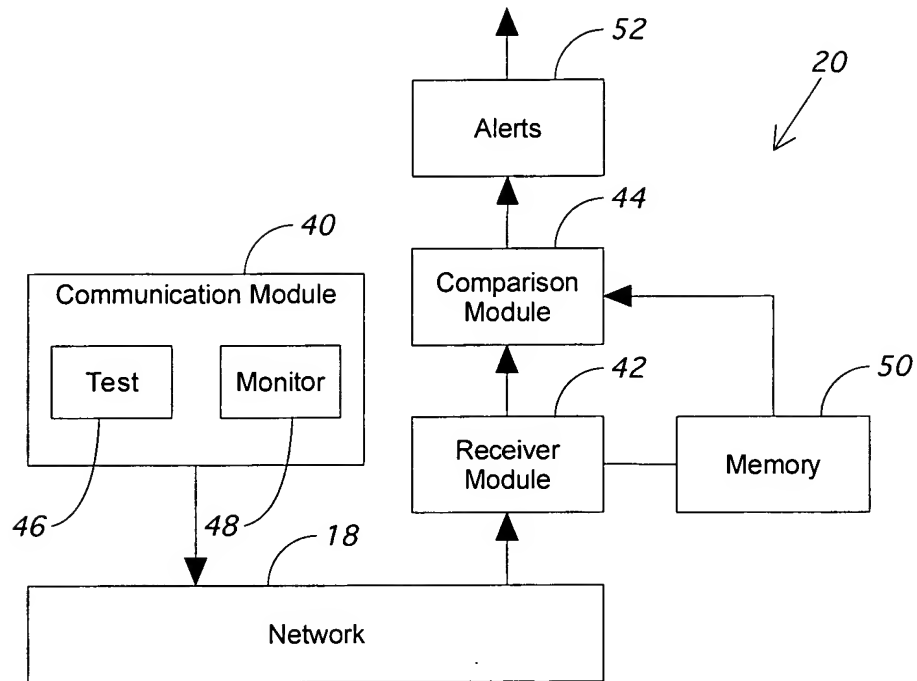 52
20
Alerts
44
40
Communication Module
Comparison
Module
Test
Monitor
42
50
Receiver
Module
Memory
46
48
18
Network